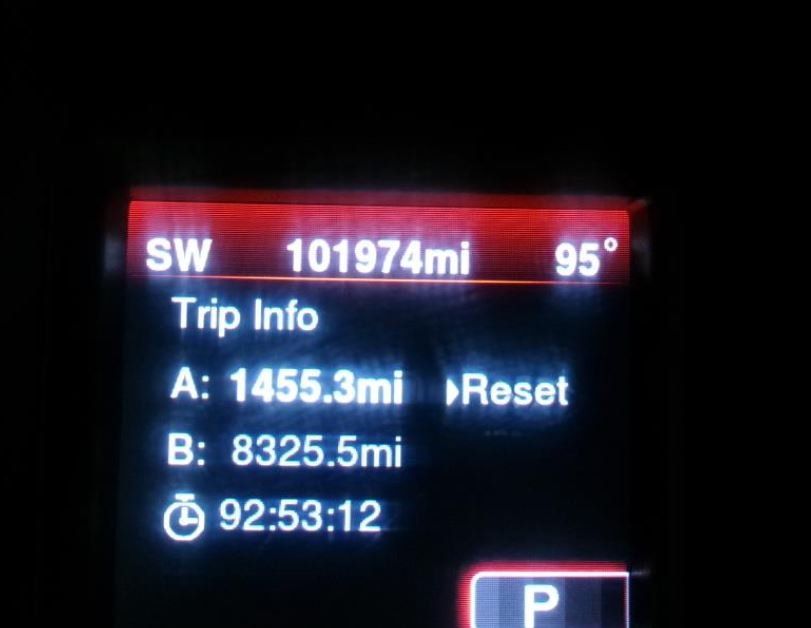 SW 101974mi 95°
Trip Info
A: 1455.3mi Reset
B: 8325.5mi
92:53:12
P